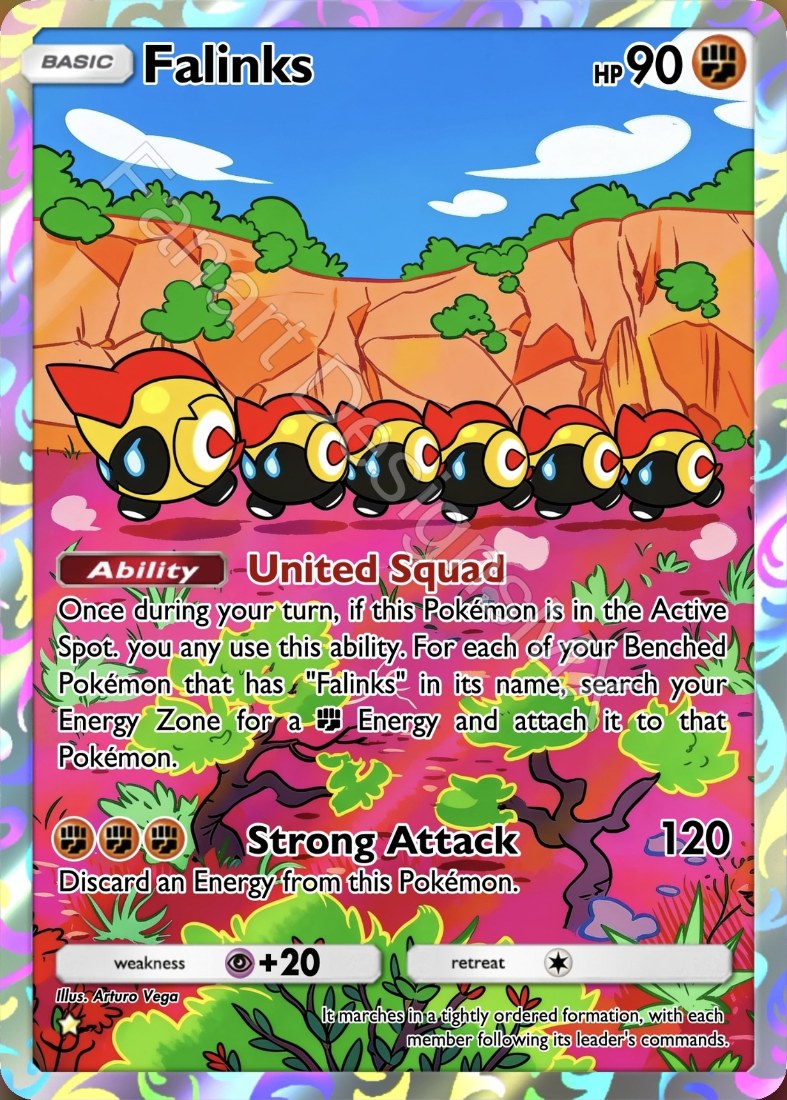 BASIC Falinks HP 90
Fanart Designs
Ability United Squad
Once during your turn, if this Pokémon is in the Active
Spot. you any use this ability. For each of your Benched
Pokémon that has "Falinks" in its name, search your
Energy Zone for a Energy and attach it to that
Pokémon.
Strong Attack 120
Discard an Energy from this Pokémon.
weakness +20 retreat
Illus. Arturo Vega
It marches in a tightly ordered formation, with each
member following its leader's commands.